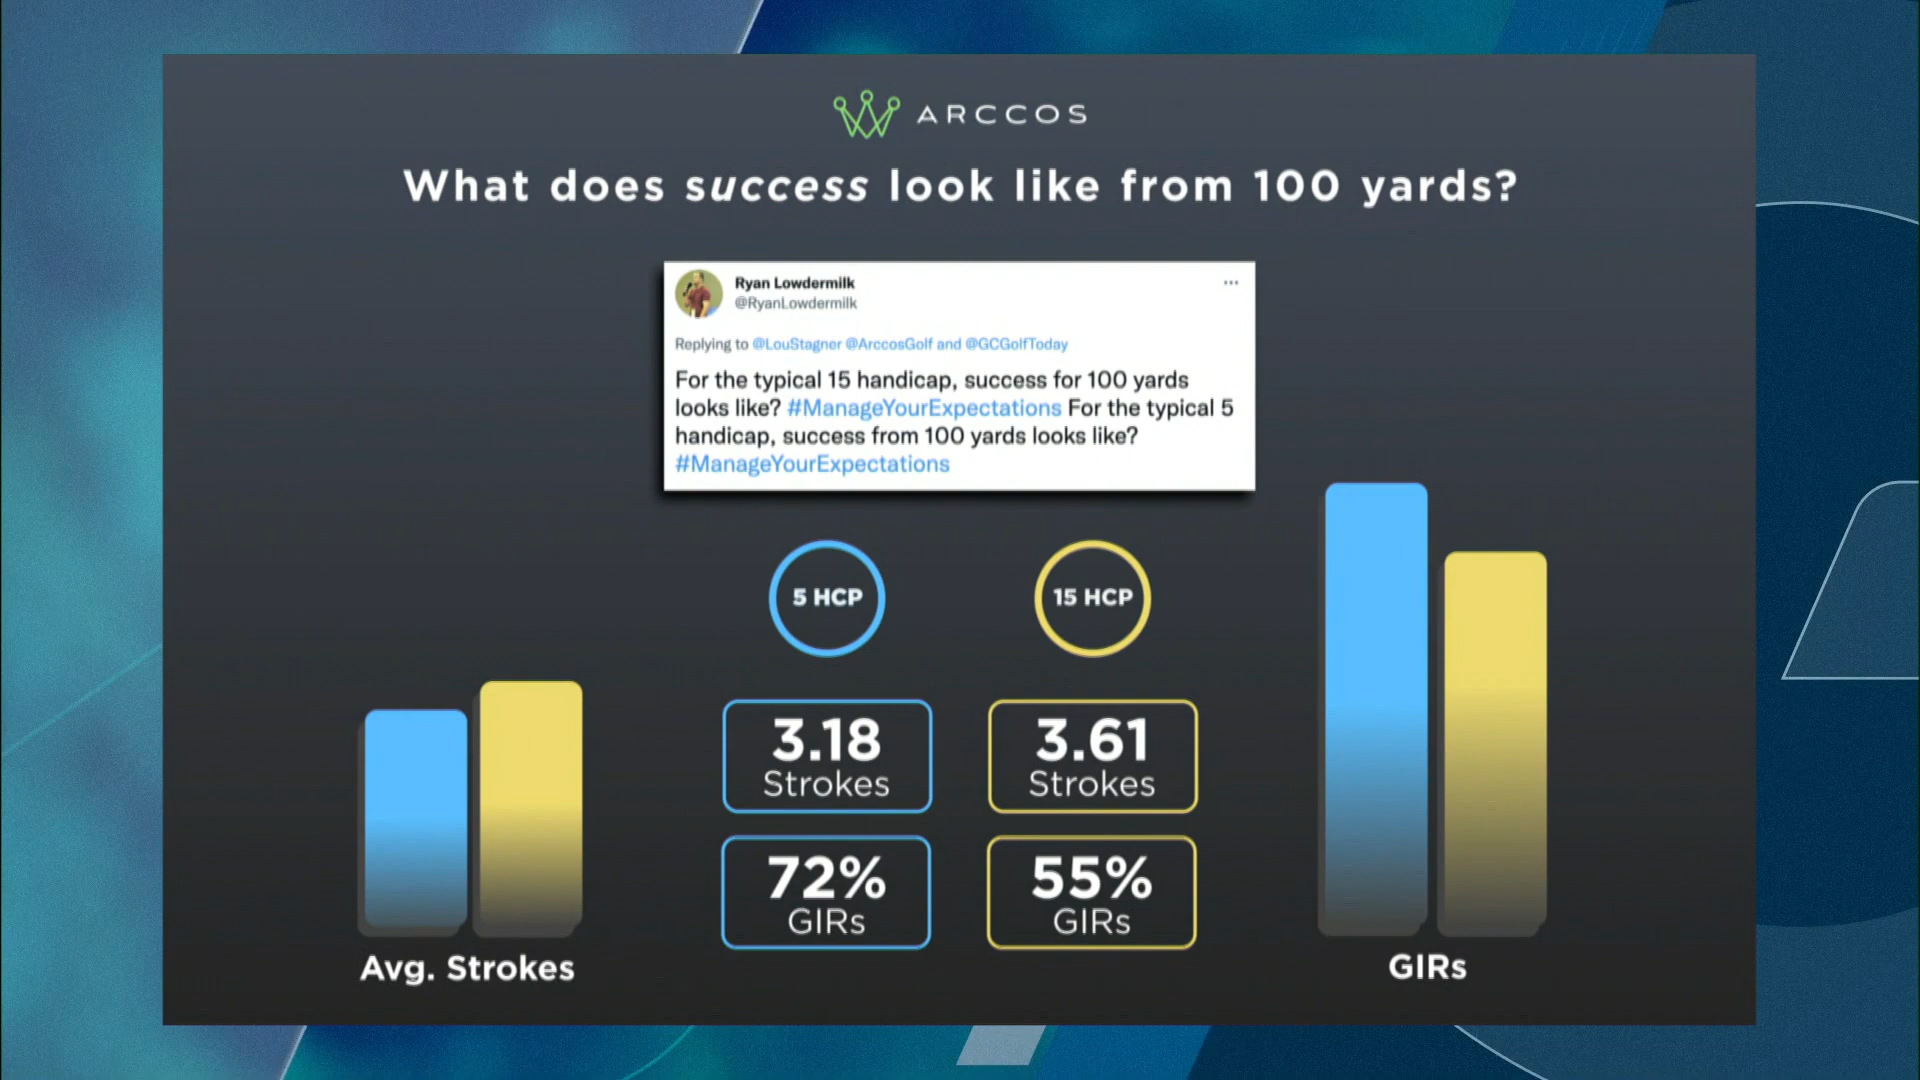 ARCCOS
What does success look like from 100 yards?
Ryan Lowdermilk
@RyanLowdermilk
Replying to @LouStagner @ArccosGolf and @GCGolfToday
For the typical 15 handicap, success for 100 yards
looks like? #ManageYourExpectations For the typical 5
handicap, success from 100 yards looks like?
#ManageYourExpectations
5 HCP
15 HCP
3.18
Strokes
3.61
Strokes
72%
GIRs
55%
GIRs
Avg. Strokes
GIRs